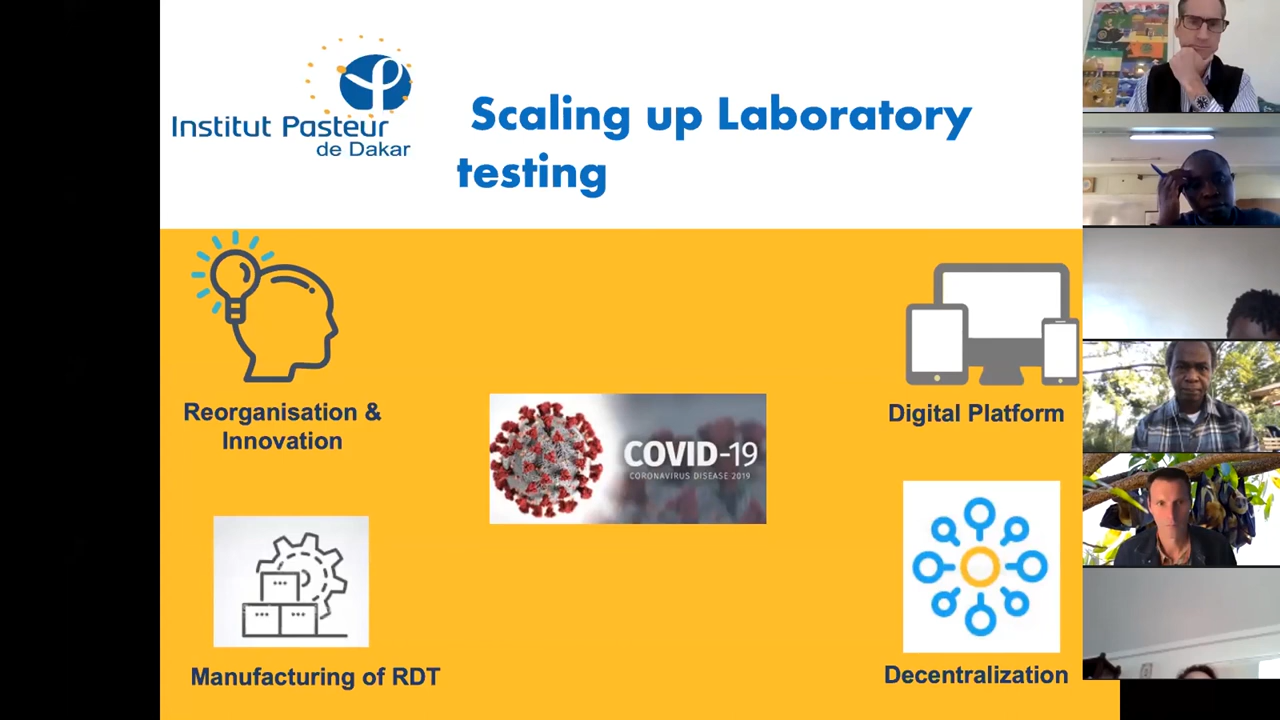 Institut Pasteur
de Dakar
Scaling up Laboratory
testing
Reorganisation &
Innovation
Digital Platform
COVID-19
CORONAVIRUS DISEASE 2019
Manufacturing of RDT
Decentralization